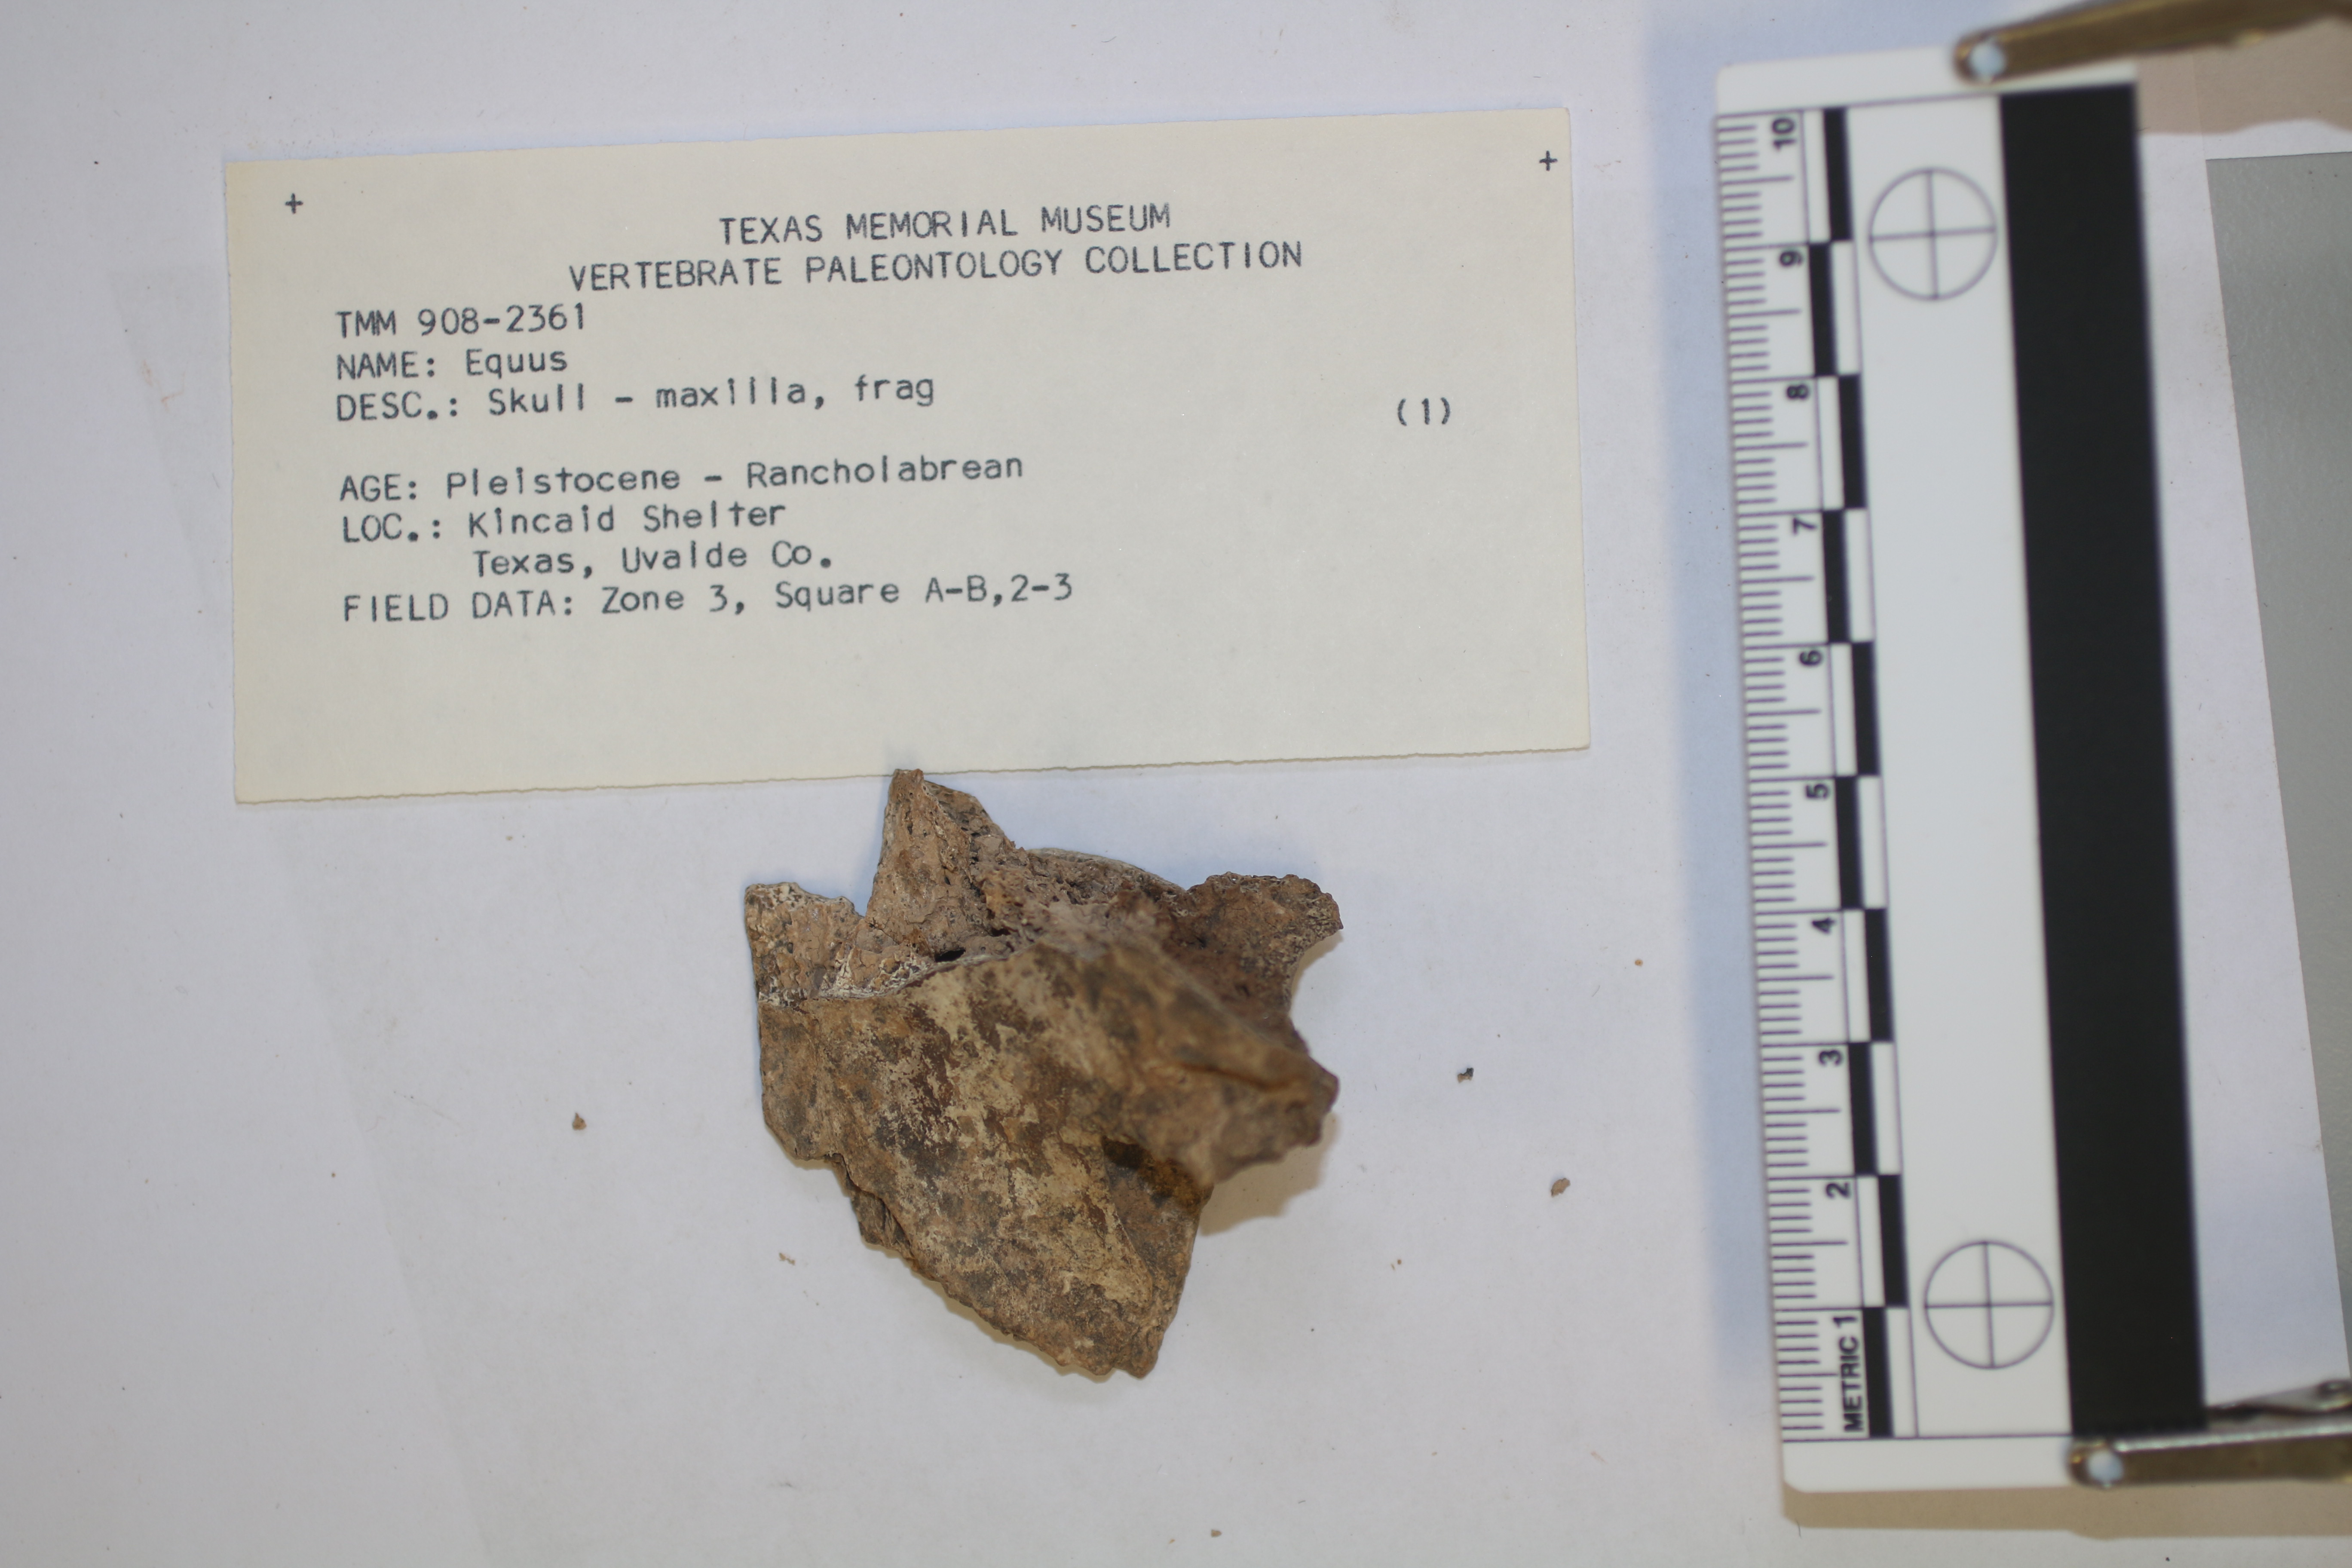 + +
TEXAS MEMORIAL MUSEUM
VERTEBRATE PALEONTOLOGY COLLECTION
TMM 908-2361
NAME: Equus
DESC.: Skull - maxilla, frag (1)
AGE: Pleistocene - Rancholabrean
LOC.: Kincaid Shelter
Texas, Uvalde Co.
FIELD DATA: Zone 3, Square A-B,2-3
METRIC 1 2 3 4 5 6 7 8 9 10